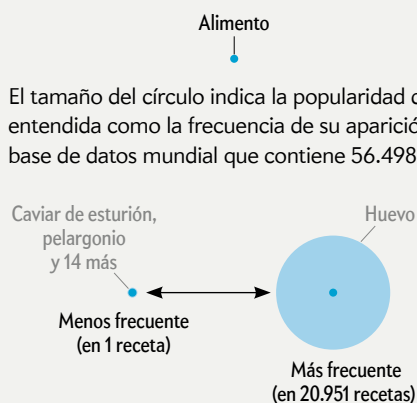 Alimento
El tamaño del círculo indica la popularidad
entendida como la frecuencia de su
base de datos mundial que contiene 56.498
Caviar de esturión,
pelargonio
y 14 más
Huevo
Menos frecuente
(en 1 receta)
Más frecuente
(en 20.951 recetas)